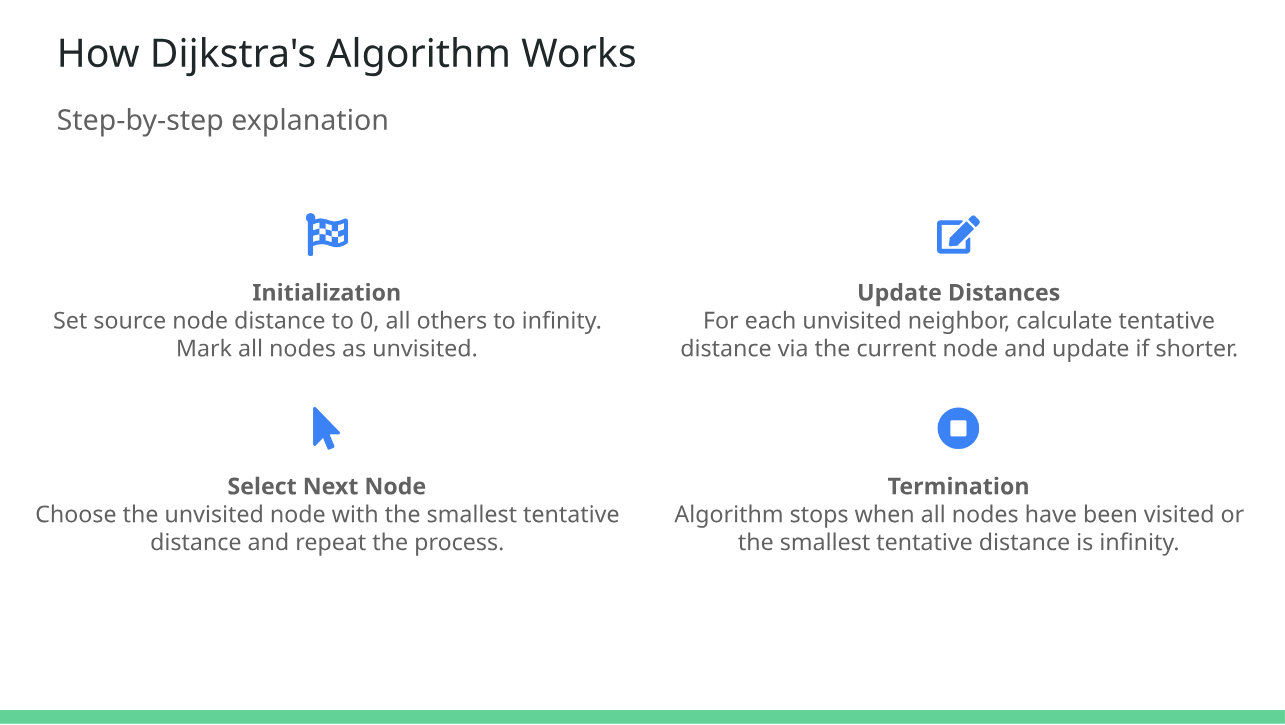 How Dijkstra's Algorithm Works
Step-by-step explanation
Initialization
Set source node distance to 0, all others to infinity.
Mark all nodes as unvisited.
Update Distances
For each unvisited neighbor, calculate tentative
distance via the current node and update if shorter.
Select Next Node
Choose the unvisited node with the smallest tentative
distance and repeat the process.
Termination
Algorithm stops when all nodes have been visited or
the smallest tentative distance is infinity.